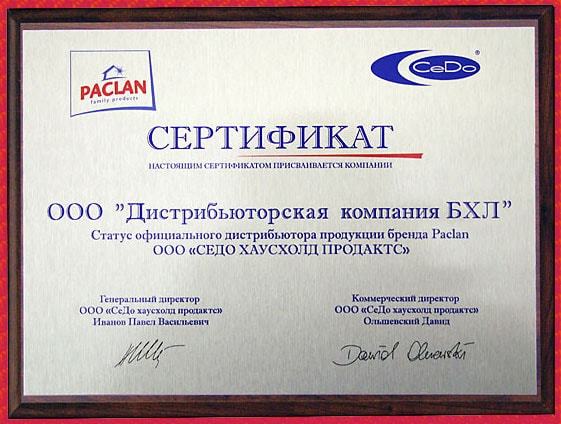 PACLAN
family products
CeDo ®
СЕРТИФИКАТ
НАСТОЯЩИМ СЕРТИФИКАТОМ ПРИСВАИВАЕТСЯ КОМПАНИИ
ООО "Дистрибьюторская компания БХЛ"
Статус официального дистрибьютора продукции бренда Paclan
ООО «СЕДО ХАУСХОЛД ПРОДАКТС»
Генеральный директор
ООО «СеДо хаусхолд продактс»
Иванов Павел Васильевич
Коммерческий директор
ООО «СеДо хаусхолд продактс»
Ольшевский Давид